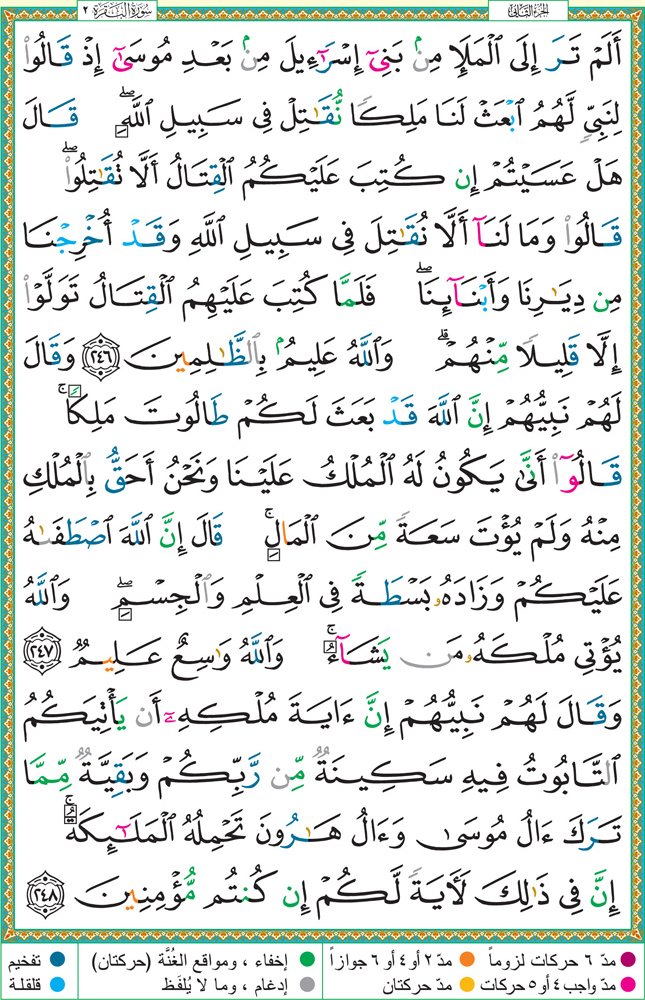 الجزء الثاني
سورة البقرة ٢
أَلَمْ تَرَ إِلَى ٱلْمَلَإِ مِنۢ بَنِىٓ إِسْرَٰٓءِيلَ مِنۢ بَعْدِ مُوسَىٰٓ إِذْ قَالُوا۟
لِنَبِىٍّۢ لَّهُمُ ٱبْعَثْ لَنَا مَلِكًۭا نُّقَـٰتِلْ فِى سَبِيلِ ٱللَّهِ ۖ قَالَ
هَلْ عَسَيْتُمْ إِن كُتِبَ عَلَيْكُمُ ٱلْقِتَالُ أَلَّا تُقَـٰتِلُوا۟ ۖ
قَالُوا۟ وَمَا لَنَآ أَلَّا نُقَـٰتِلَ فِى سَبِيلِ ٱللَّهِ وَقَدْ أُخْرِجْنَا
مِن دِيَـٰرِنَا وَأَبْنَآئِنَا ۖ فَلَمَّا كُتِبَ عَلَيْهِمُ ٱلْقِتَالُ تَوَلَّوْا۟
إِلَّا قَلِيلًۭا مِّنْهُمْ ۗ وَٱللَّهُ عَلِيمٌۢ بِٱلظَّـٰلِمِينَ ٢٤٦ وَقَالَ
لَهُمْ نَبِيُّهُمْ إِنَّ ٱللَّهَ قَدْ بَعَثَ لَكُمْ طَالُوتَ مَلِكًۭا ۚ
قَالُوٓا۟ أَنَّىٰ يَكُونُ لَهُ ٱلْمُلْكُ عَلَيْنَا وَنَحْنُ أَحَقُّ بِٱلْمُلْكِ
مِنْهُ وَلَمْ يُؤْتَ سَعَةًۭ مِّنَ ٱلْمَالِ ۚ قَالَ إِنَّ ٱللَّهَ ٱصْطَفَىٰهُ
عَلَيْكُمْ وَزَادَهُۥ بَسْطَةًۭ فِى ٱلْعِلْمِ وَٱلْجِسْمِ ۖ وَٱللَّهُ
يُؤْتِى مُلْكَهُۥ مَن يَشَآءُ ۚ وَٱللَّهُ وَٰسِعٌ عَلِيمٌۭ ٢٤٧
وَقَالَ لَهُمْ نَبِيُّهُمْ إِنَّ ءَايَةَ مُلْكِهِۦٓ أَن يَأْتِيَكُمُ
ٱلتَّابُوتُ فِيهِ سَكِينَةٌۭ مِّن رَّبِّكُمْ وَبَقِيَّةٌۭ مِّمَّا
تَرَكَ ءَالُ مُوسَىٰ وَءَالُ هَـٰرُونَ تَحْمِلُهُ ٱلْمَلَـٰٓئِكَةُ ۚ
إِنَّ فِى ذَٰلِكَ لَـَٔايَةًۭ لَّكُمْ إِن كُنتُم مُّؤْمِنِينَ ٢٤٨
مدّ ٦ حركات لزوماً مدّ ٢ أو ٤ أو ٦ جوازاً إخفاء ، ومواقع الغُنَّة (حركتان) تفخيم
مدّ واجب ٤ أو ٥ حركات مدّ حركتان إدغام ، وما لا يُلفَظ قلقلة